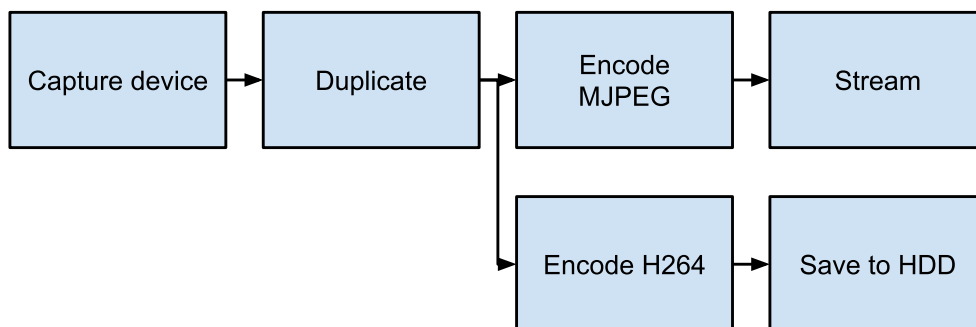 Capture device
Duplicate
Encode
MJPEG
Stream
Encode H264
Save to HDD